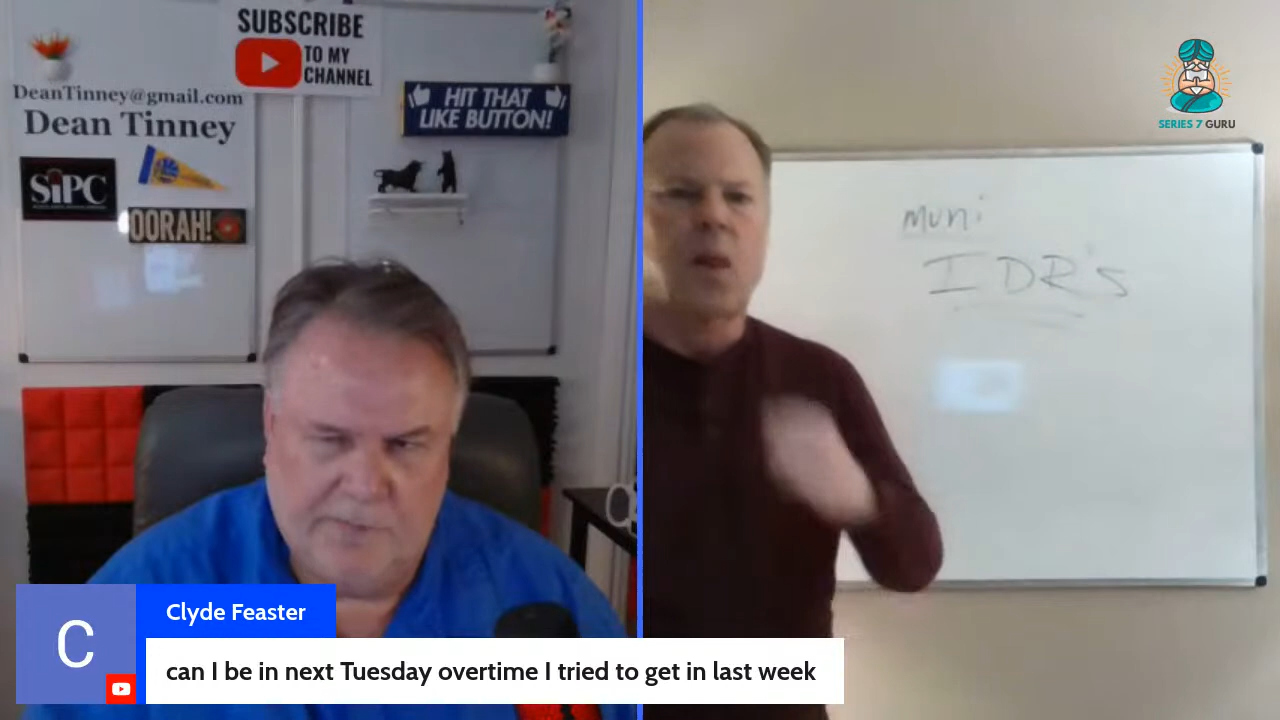 SUBSCRIBE
TO MY
CHANNEL
DeanTinney@gmail.com
Dean Tinney
HIT THAT
LIKE BUTTON!
SiPC
OORAH!
SERIES 7 GURU
muni
IDR's
C
Clyde Feaster
can I be in next Tuesday overtime I tried to get in last week